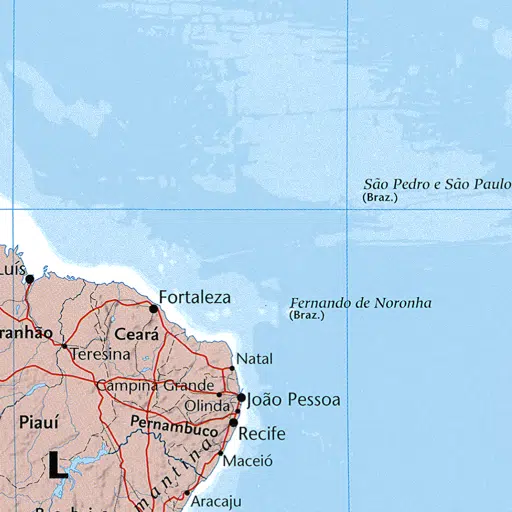 São Pedro e São Paulo
(Braz.)
Luís
Fortaleza
Fernando de Noronha
(Braz.)
Ceará
Teresina
Natal
Campina Grande
Olinda
João Pessoa
Piauí
Pernambuco
Recife
L
Maceió
mantina
Aracaju